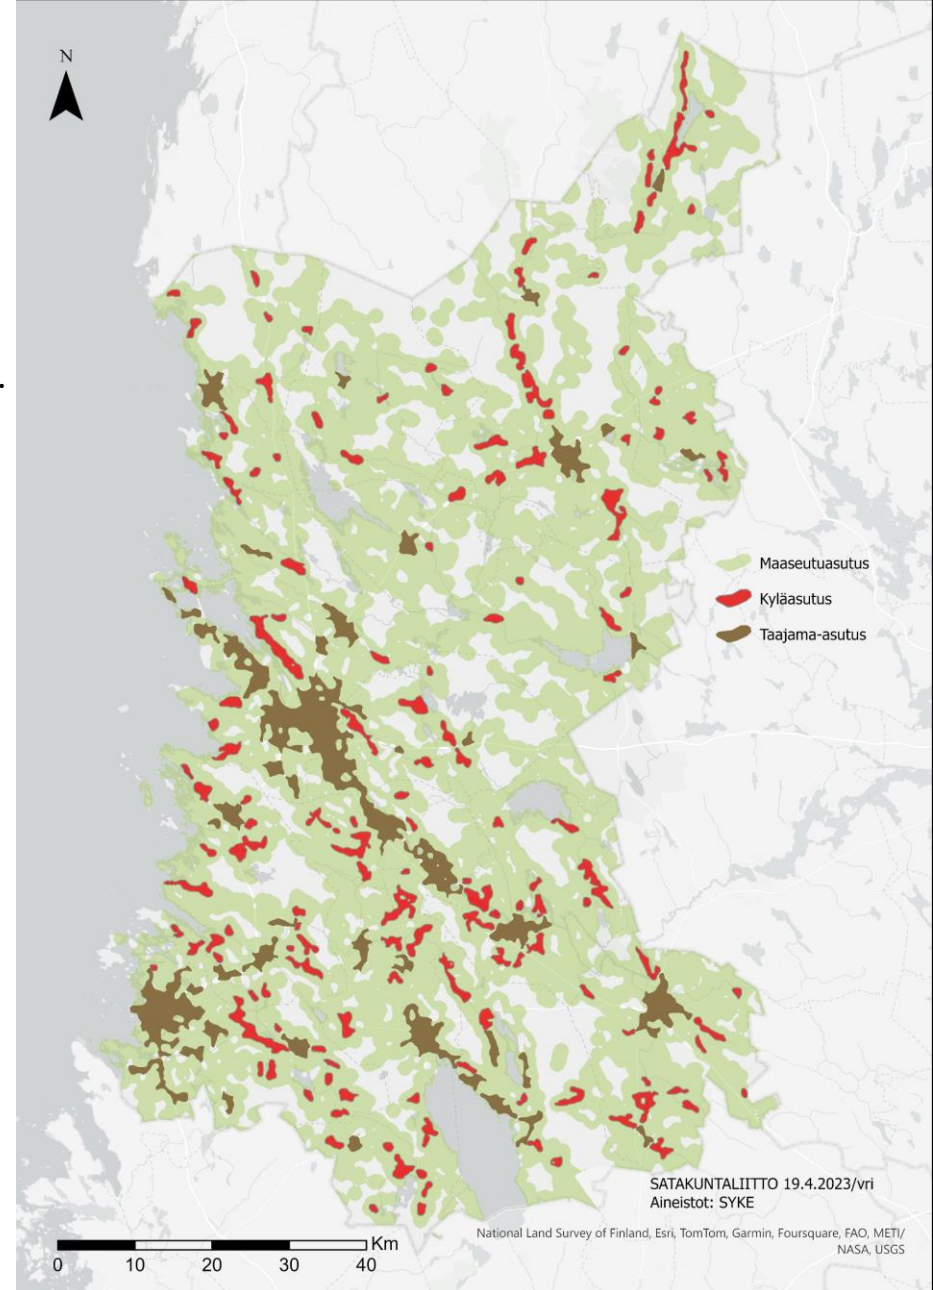 N
Maaseutuasutus
Kyläasutus
Taajama-asutus
SATAKUNTALIITTO 19.4.2023/vri
Aineistot: SYKE
National Land Survey of Finland, Esri, TomTom, Garmin, Foursquare, FAO, METI/
NASA, USGS
Km
0 10 20 30 40